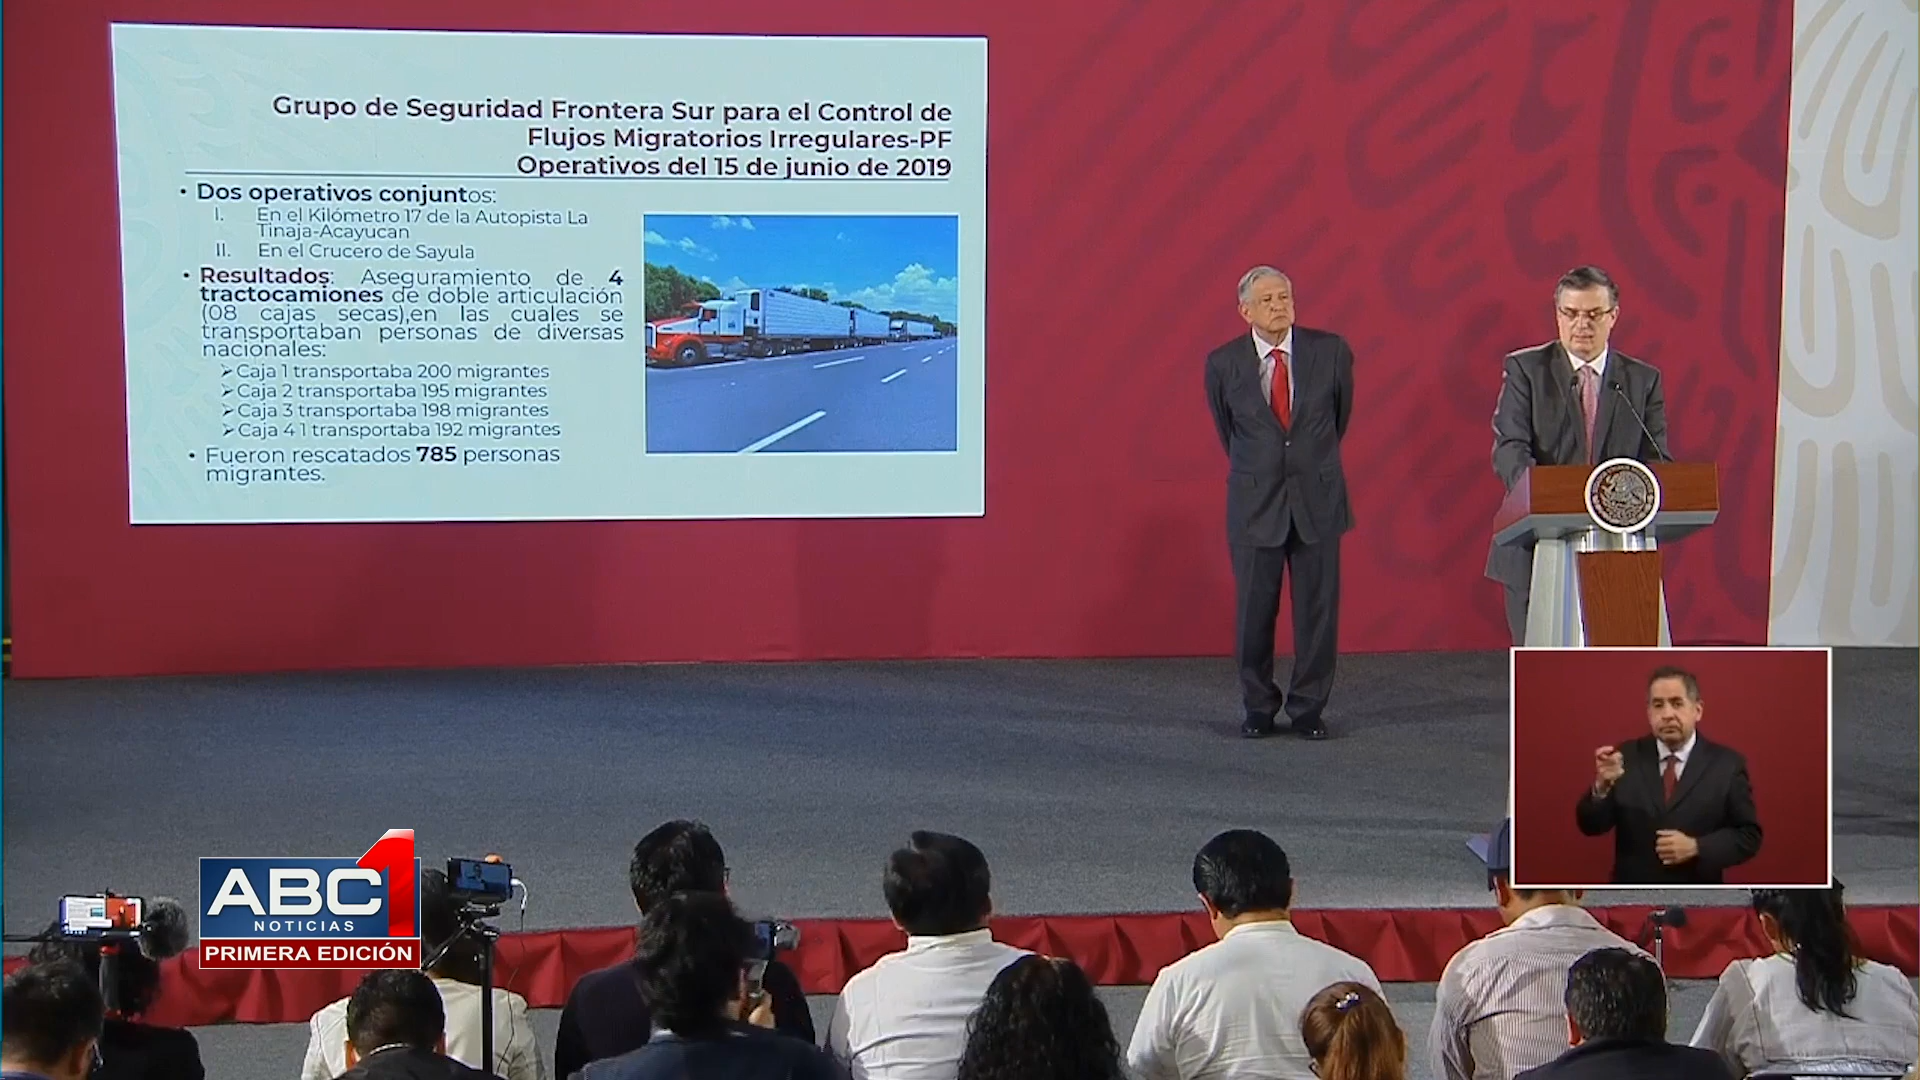 Grupo de Seguridad Frontera Sur para el Control de
Flujos Migratorios Irregulares-PF
Operativos del 15 de junio de 2019
• Dos operativos conjuntos:
I. En el Kilómetro 17 de la Autopista La
Tinaja-Acayucan
II. En el Crucero de Sayula
• Resultados: Aseguramiento de 4
tractocamiones de doble articulación
(08 cajas secas),en las cuales se
transportaban personas de diversas
nacionales:
➢Caja 1 transportaba 200 migrantes
➢Caja 2 transportaba 195 migrantes
➢Caja 3 transportaba 198 migrantes
➢Caja 4 1 transportaba 192 migrantes
• Fueron rescatados 785 personas
migrantes.
ABC1
NOTICIAS
PRIMERA EDICIÓN